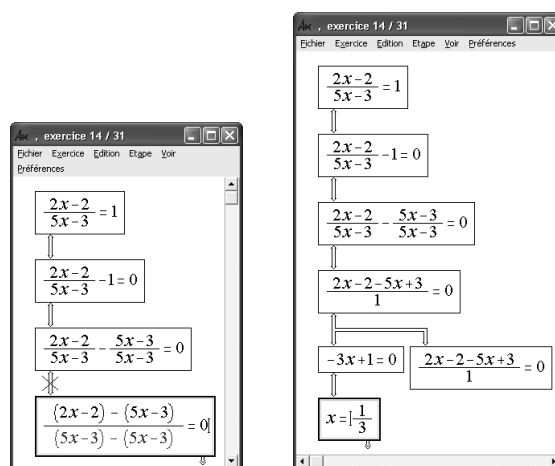 Aℓx , exercice 14 / 31
Fichier Exercice Edition Etape Voir
Préférences
(2x−2)/(5x−3) = 1
(2x−2)/(5x−3) −1 = 0
(2x−2)/(5x−3) − (5x−3)/(5x−3) = 0
((2x−2) − (5x−3))/((5x−3) − (5x−3)) = 0
Aℓx , exercice 14 / 31
Fichier Exercice Edition Etape Voir Préférences
(2x−2)/(5x−3) = 1
(2x−2)/(5x−3) −1 = 0
(2x−2)/(5x−3) − (5x−3)/(5x−3) = 0
(2x−2−5x+3)/1 = 0
−3x+1 = 0 (2x−2−5x+3)/1 = 0
x = 1/3